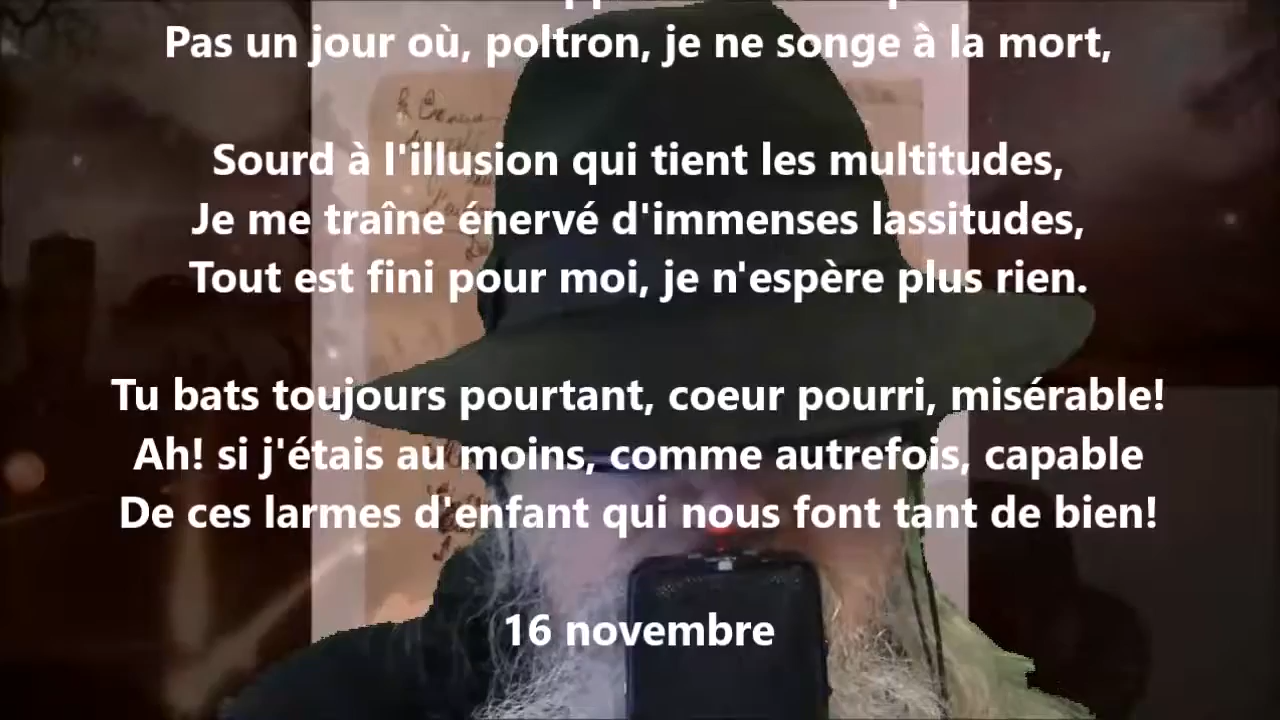 Pas un jour où, poltron, je ne songe à la mort,
Sourd à l'illusion qui tient les multitudes,
Je me traîne énervé d'immenses lassitudes,
Tout est fini pour moi, je n'espère plus rien.
Tu bats toujours pourtant, coeur pourri, misérable!
Ah! si j'étais au moins, comme autrefois, capable
De ces larmes d'enfant qui nous font tant de bien!
16 novembre